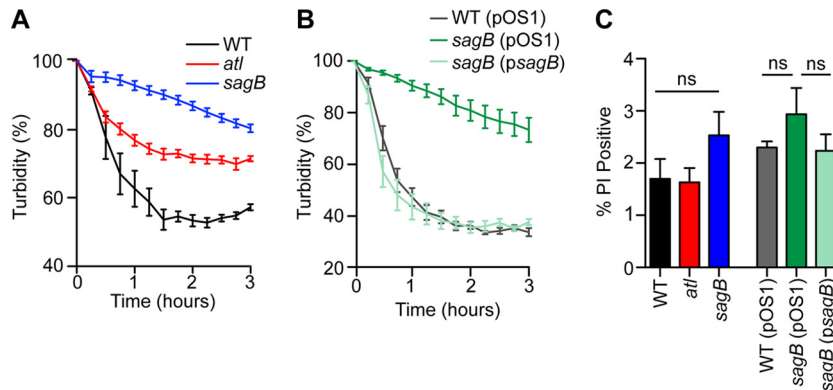 A
WT
atl
sagB
Turbidity (%)
100
80
60
40
0
1
2
3
Time (hours)
B
WT (pOS1)
sagB (pOS1)
sagB (psagB)
Turbidity (%)
100
80
60
40
20
0
1
2
3
Time (hours)
C
ns
ns
ns
% PI Positive
4
3
2
1
0
WT
atl
sagB
WT (pOS1)
sagB (pOS1)
sagB (psagB)